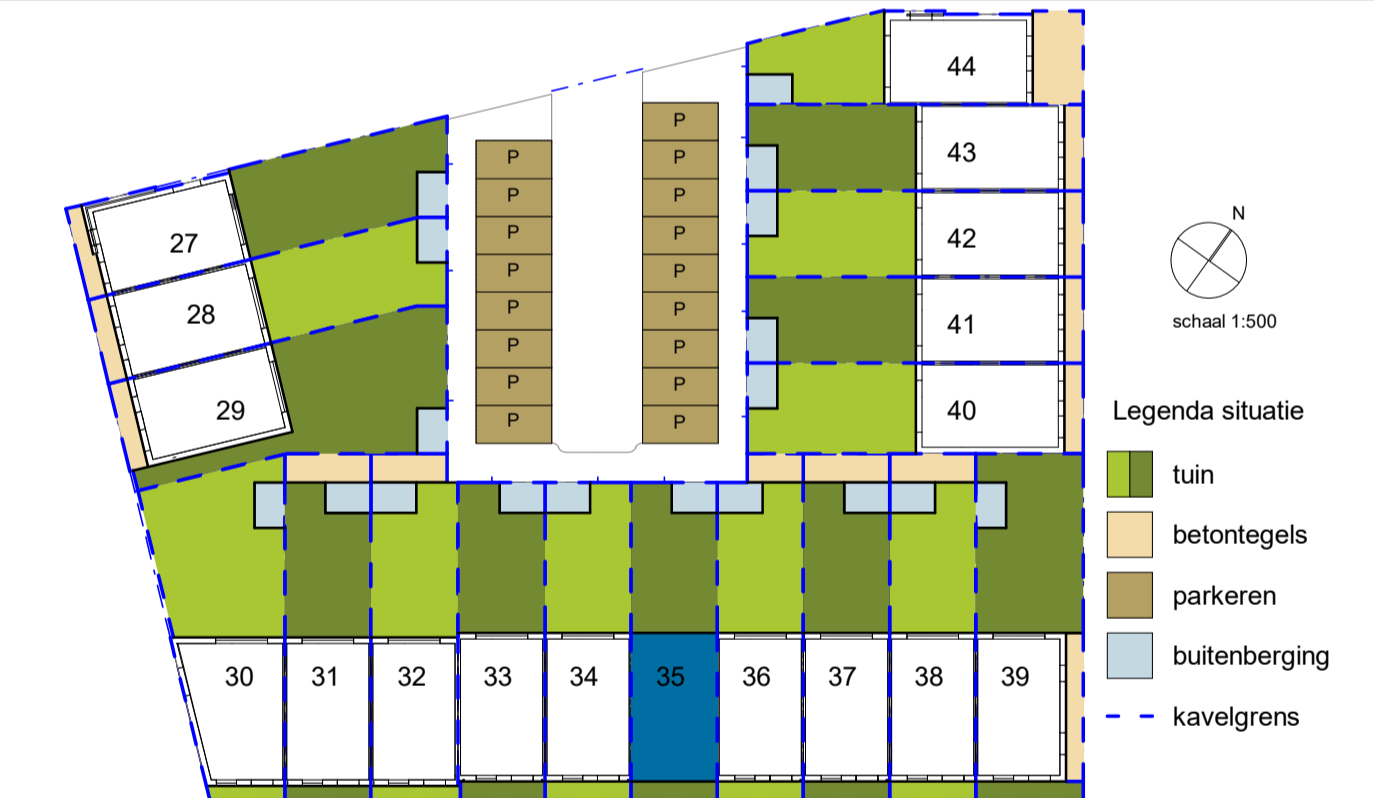 44
P
43
P P
P P
N
27
P P
42
28
P P
schaal 1:500
P P
41
P P
29
P P
40
Legenda situatie
P P
tuin
betontegels
parkeren
buitenberging
30 31 32 33 34 35 36 37 38 39
kavelgrens